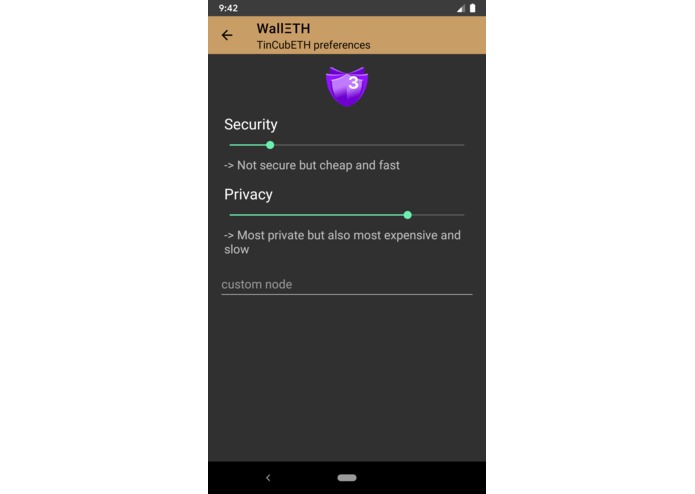 9:42
WallΞTH
TinCubETH preferences
3
Security
-> Not secure but cheap and fast
Privacy
-> Most private but also most expensive and
slow
custom node